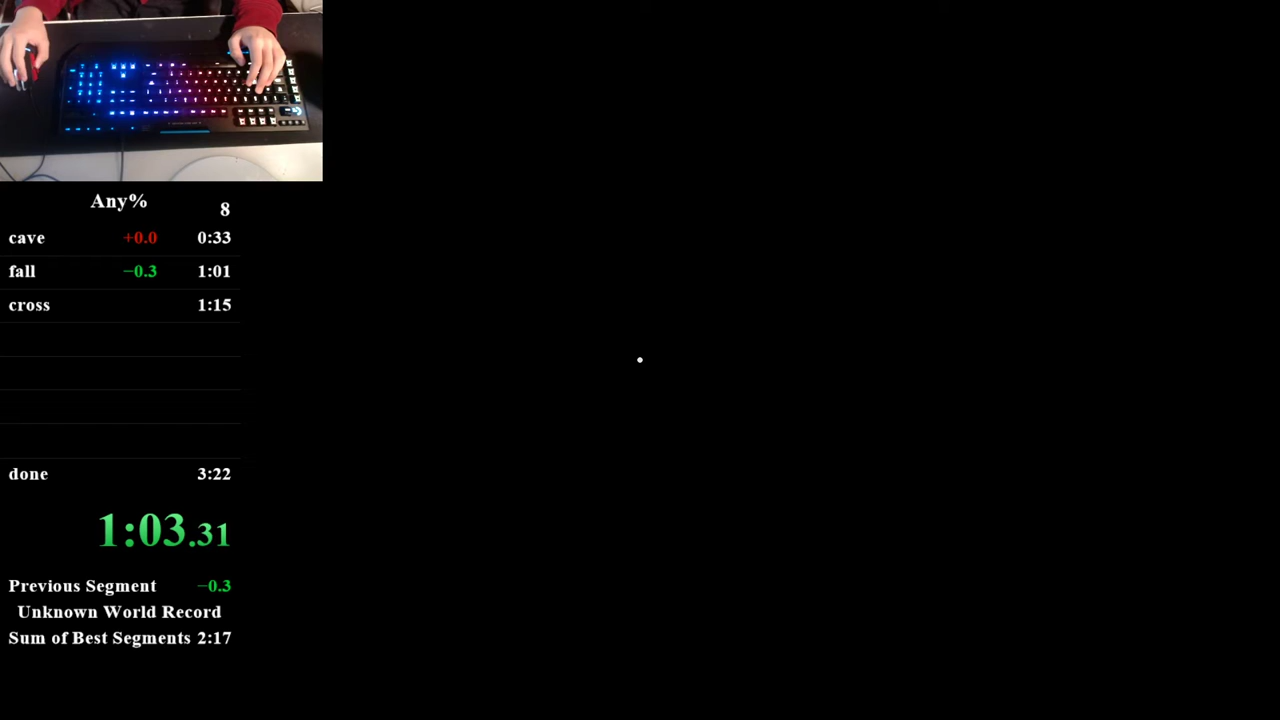 Any%
8
cave +0.0 0:33
fall −0.3 1:01
cross 1:15
done 3:22
1:03.31
Previous Segment −0.3
Unknown World Record
Sum of Best Segments 2:17